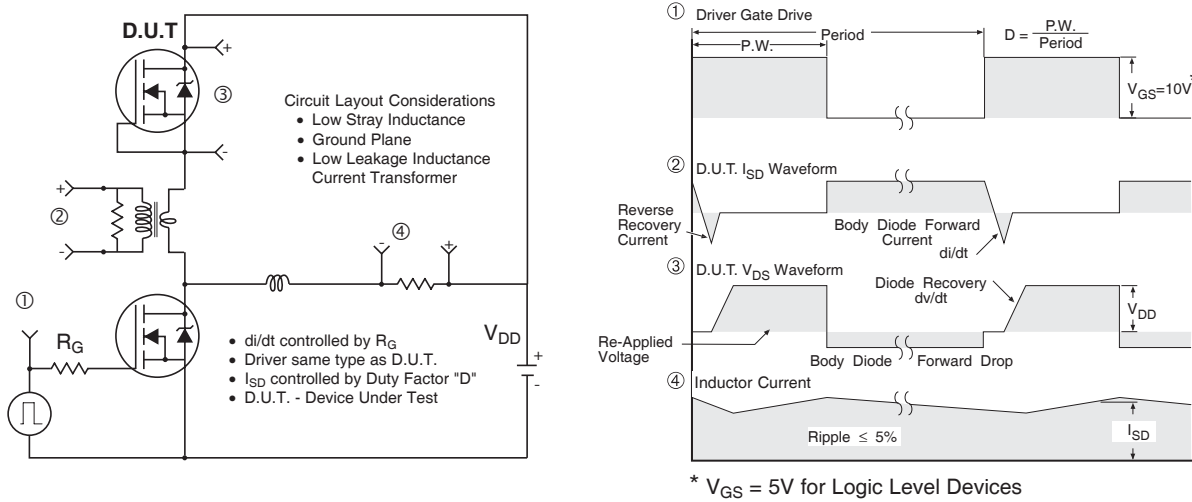 D.U.T
+
③
-
Circuit Layout Considerations
• Low Stray Inductance
• Ground Plane
• Low Leakage Inductance
Current Transformer
+
②
-
④
-
+
①
RG
VDD
+
-
• di/dt controlled by RG
• Driver same type as D.U.T.
• ISD controlled by Duty Factor "D"
• D.U.T. - Device Under Test
① Driver Gate Drive
P.W.
Period
D = P.W.
Period
VGS=10V*
② D.U.T. ISD Waveform
Reverse
Recovery
Current
Body Diode Forward
Current
di/dt
③ D.U.T. VDS Waveform
Diode Recovery
dv/dt
VDD
Re-Applied
Voltage
Body Diode Forward Drop
④ Inductor Current
Ripple ≤ 5%
ISD
* VGS = 5V for Logic Level Devices